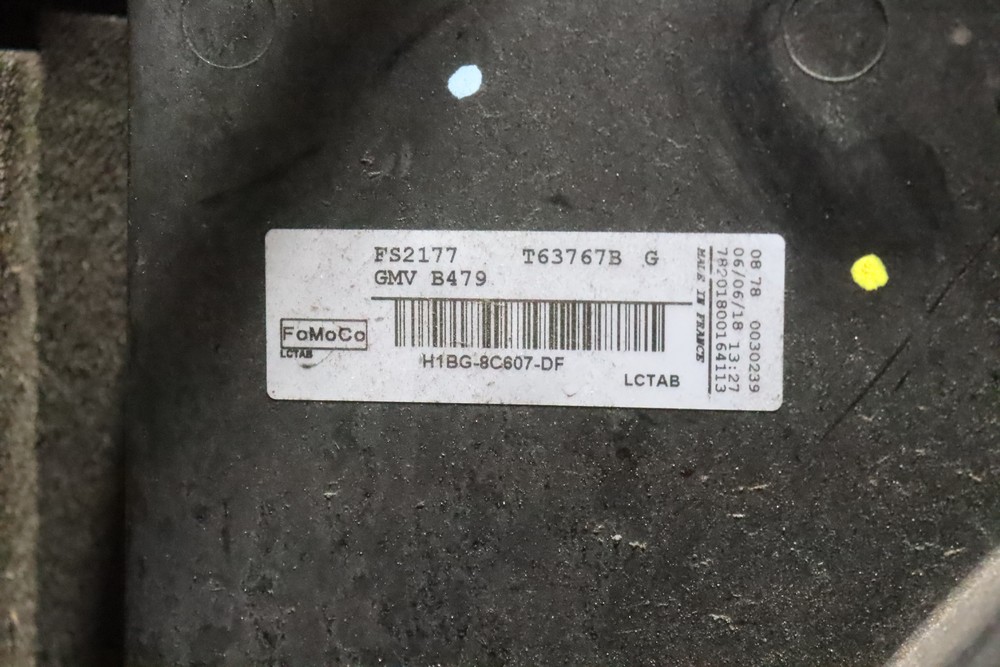 FS2177 T63767B G
GMV B479
FoMoCo
LCTAB
H1BG-8C607-DF
LCTAB
MADE IN FRANCE
78201800164113
06/06/18 13:27
08 78 0030239